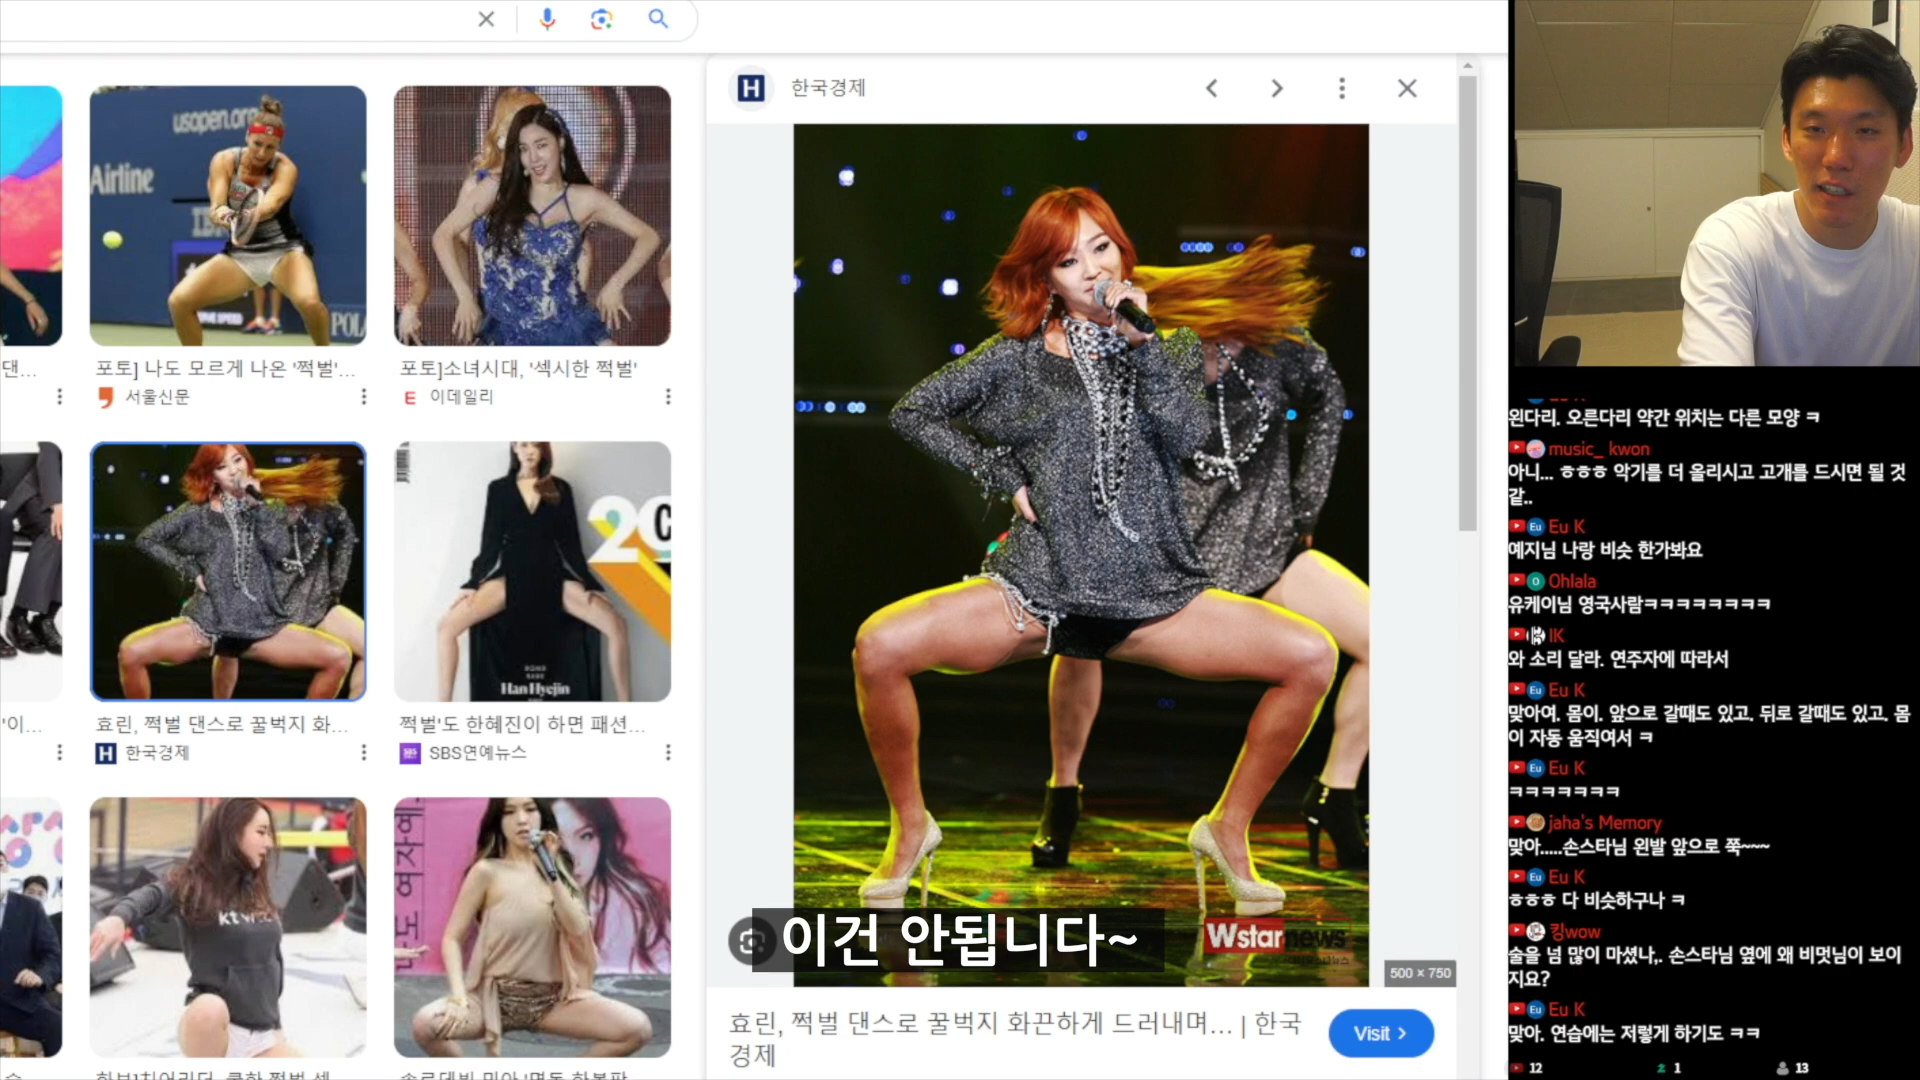 usopen.org
Airline
IBM
댄...
포토] 나도 모르게 나온 '쩍벌'...
서울신문
포토]소녀시대, '섹시한 쩍벌'
E 이데일리
20
Han Hyejin
'이...
효린, 쩍벌 댄스로 꿀벅지 화...
H 한국경제
쩍벌'도 한혜진이 하면 패션...
SBS연예뉴스
H 한국경제
Wstar news
이건 안됩니다~
500 × 750
효린, 쩍벌 댄스로 꿀벅지 화끈하게 드러내며... | 한국
경제
Visit
왼다리. 오른다리 약간 위치는 다른 모양 ㅋ
music_ kwon
아니... ㅎㅎㅎ 악기를 더 올리시고 고개를 드시면 될 것
같..
Eu Eu K
예지님 나랑 비슷 한가봐요
O Ohlala
유케이님 영국사람ㅋㅋㅋㅋㅋㅋㅋㅋ
IK
와 소리 달라. 연주자에 따라서
Eu Eu K
맞아여. 몸이. 앞으로 갈때도 있고. 뒤로 갈때도 있고. 몸
이 자동 움직여서 ㅋ
Eu Eu K
ㅋㅋㅋㅋㅋㅋㅋ
jaha's Memory
맞아.....손스타님 왼발 앞으로 쭉~~~
Eu Eu K
ㅎㅎㅎ 다 비슷하구나 ㅋ
킹wow
술을 넘 많이 마셨나,. 손스타님 옆에 왜 비멋님이 보이
지요?
Eu Eu K
맞아. 연습에는 저렇게 하기도 ㅋㅋ
12
1
13